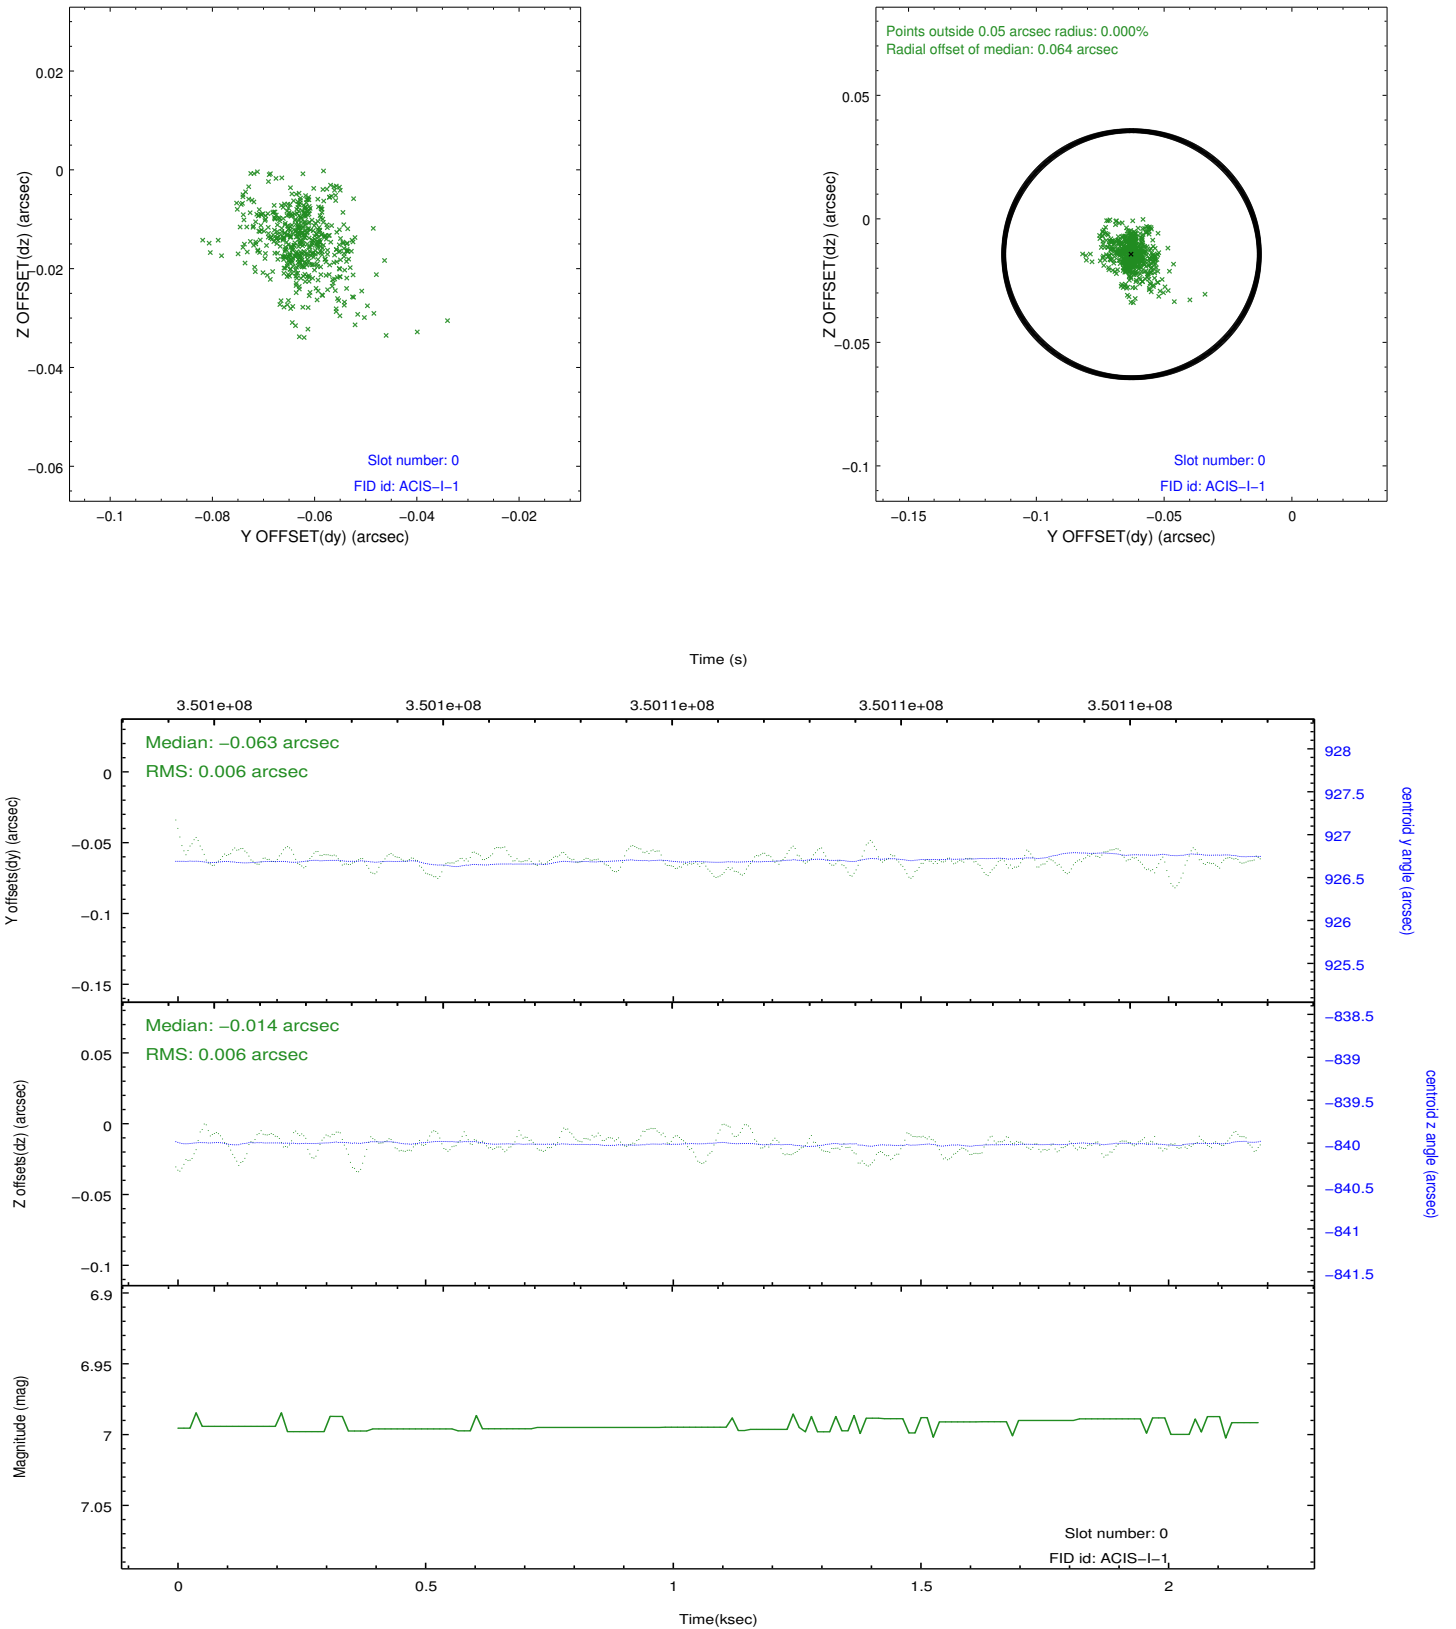 0.02
0
−0.02
−0.04
−0.06
Z OFFSET(dz) (arcsec)
Slot number: 0
FID id: ACIS−I−1
−0.1
−0.08
−0.06
−0.04
−0.02
Y OFFSET(dy) (arcsec)
Points outside 0.05 arcsec radius: 0.000%
Radial offset of median: 0.064 arcsec
0.05
0
−0.05
−0.1
Z OFFSET(dz) (arcsec)
Slot number: 0
FID id: ACIS−I−1
−0.15
−0.1
−0.05
0
Y OFFSET(dy) (arcsec)
Time (s)
3.501e+08
3.501e+08
3.5011e+08
3.5011e+08
3.5011e+08
Median: −0.063 arcsec
RMS: 0.006 arcsec
0
−0.05
−0.1
−0.15
Y offsets(dy) (arcsec)
928
927.5
927
926.5
926
925.5
centroid y angle (arcsec)
Median: −0.014 arcsec
RMS: 0.006 arcsec
0.05
0
−0.05
−0.1
Z offsets(dz) (arcsec)
−838.5
−839
−839.5
−840
−840.5
−841
−841.5
centroid z angle (arcsec)
6.9
6.95
7
7.05
Magnitude (mag)
Slot number: 0
FID id: ACIS−I−1
0
0.5
1
1.5
2
Time(ksec)